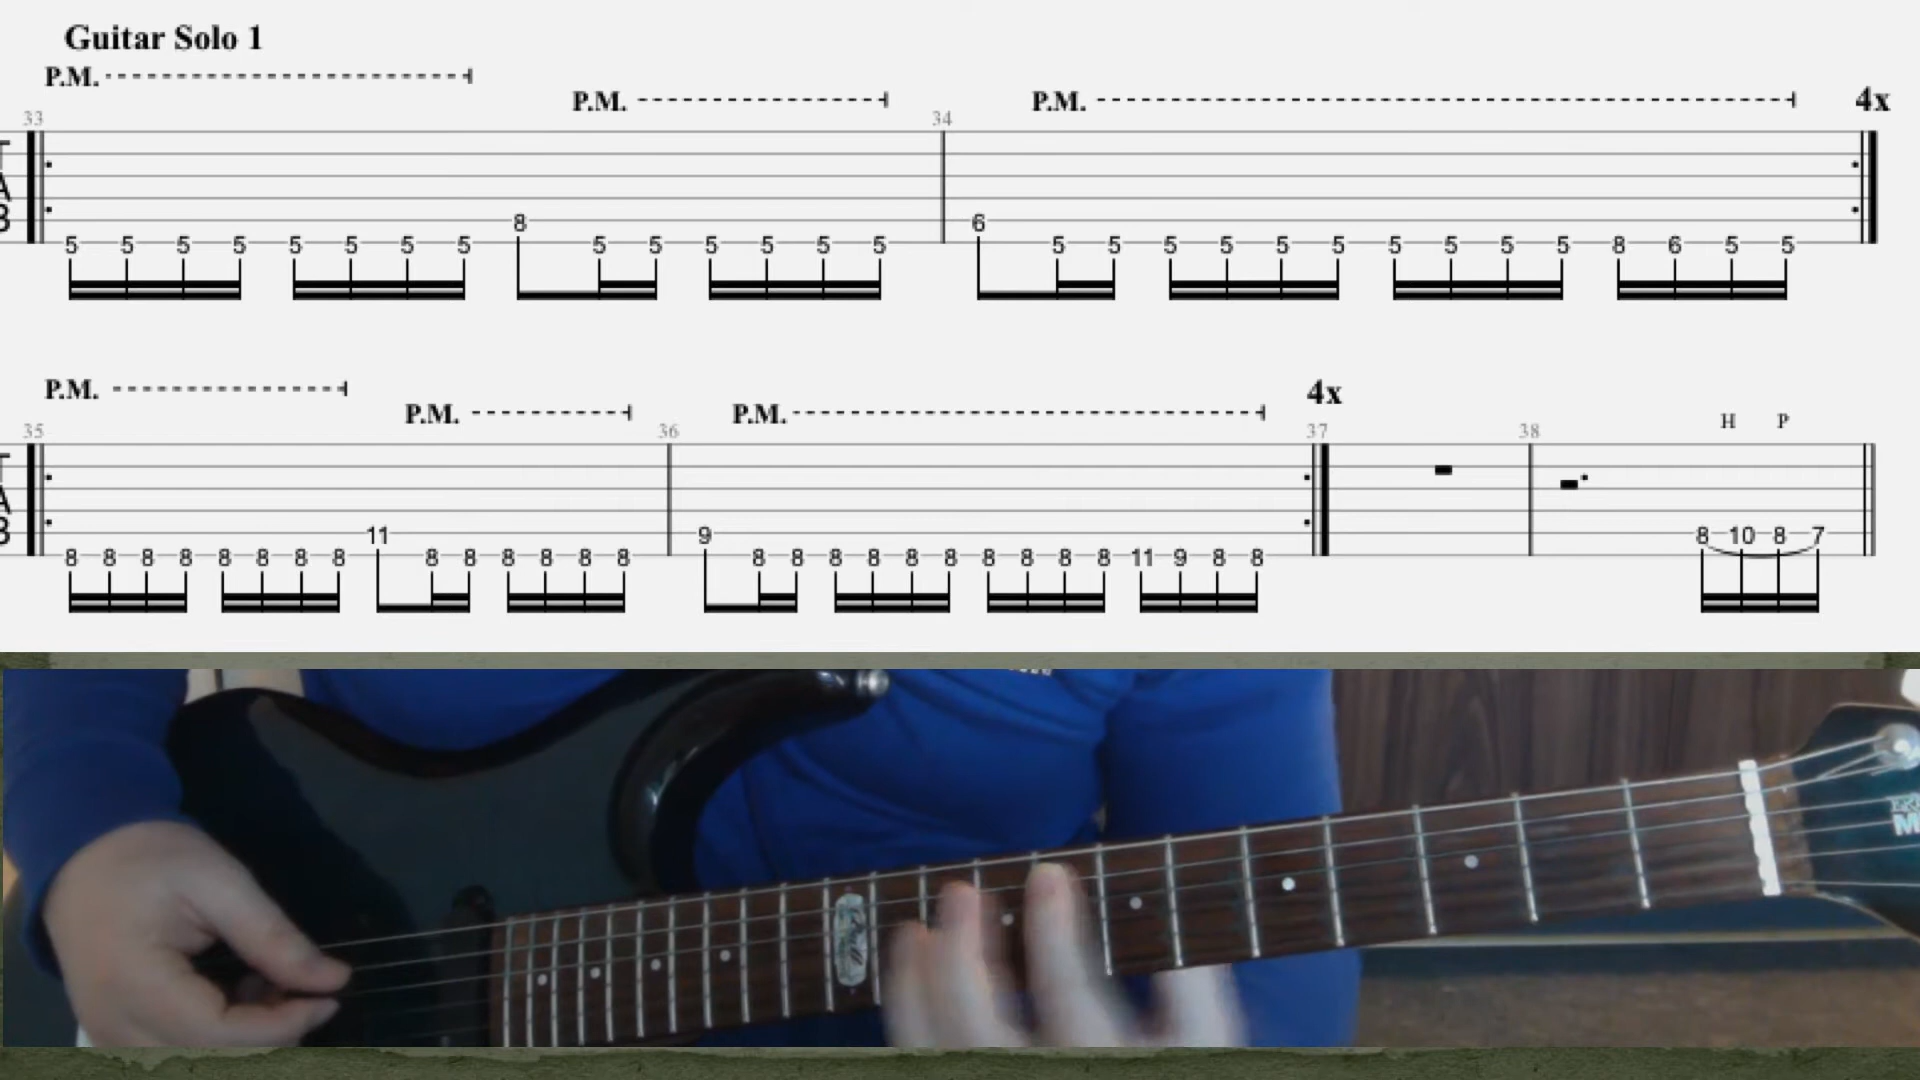 Guitar Solo 1
P.M.
P.M. P.M. 4x
33 34
8 6
5 5 5 5 5 5 5 5 5 5 5 5 5 5 5 5 5 5 5 5 5 5 5 5 8 6 5 5
P.M. 4x
P.M. P.M.
H P
35 36 37 38
11 9 8 10 8 7
8 8 8 8 8 8 8 8 8 8 8 8 8 8 8 8 8 8 8 8 8 8 8 8 11 9 8 8